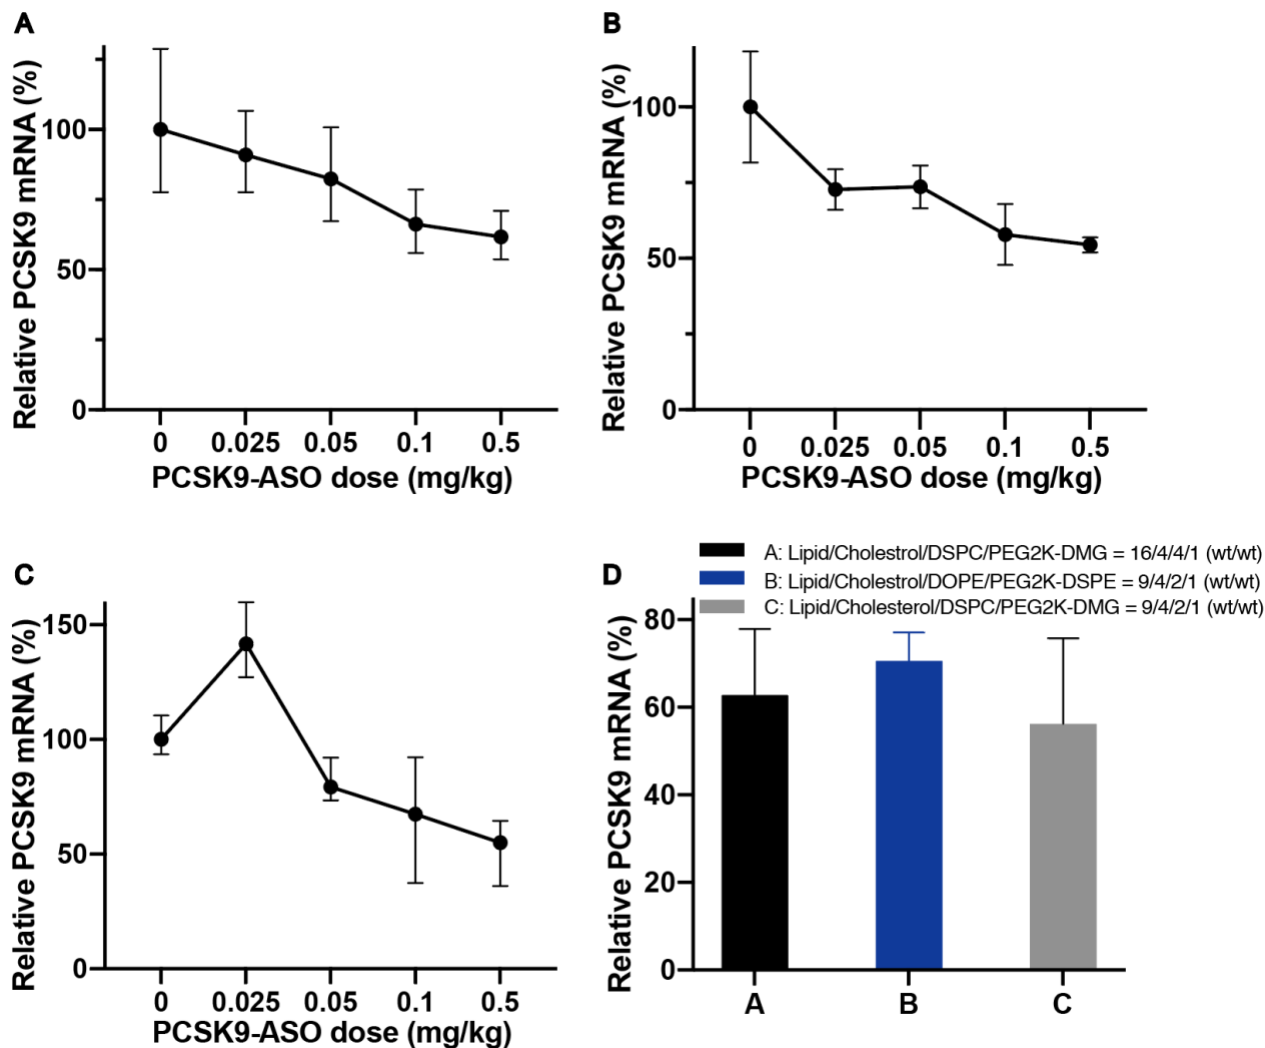 A
Relative PCSK9 mRNA (%)
100
50
0
0 0.025 0.05 0.1 0.5
PCSK9-ASO dose (mg/kg)
B
Relative PCSK9 mRNA (%)
100
50
0
0 0.025 0.05 0.1 0.5
PCSK9-ASO dose (mg/kg)
C
Relative PCSK9 mRNA (%)
150
100
50
0
0 0.025 0.05 0.1 0.5
PCSK9-ASO dose (mg/kg)
D
A: Lipid/Cholestrol/DSPC/PEG2K-DMG = 16/4/4/1 (wt/wt)
B: Lipid/Cholestrol/DOPE/PEG2K-DSPE = 9/4/2/1 (wt/wt)
C: Lipid/Cholesterol/DSPC/PEG2K-DMG = 9/4/2/1 (wt/wt)
Relative PCSK9 mRNA (%)
80
60
40
20
0
A B C